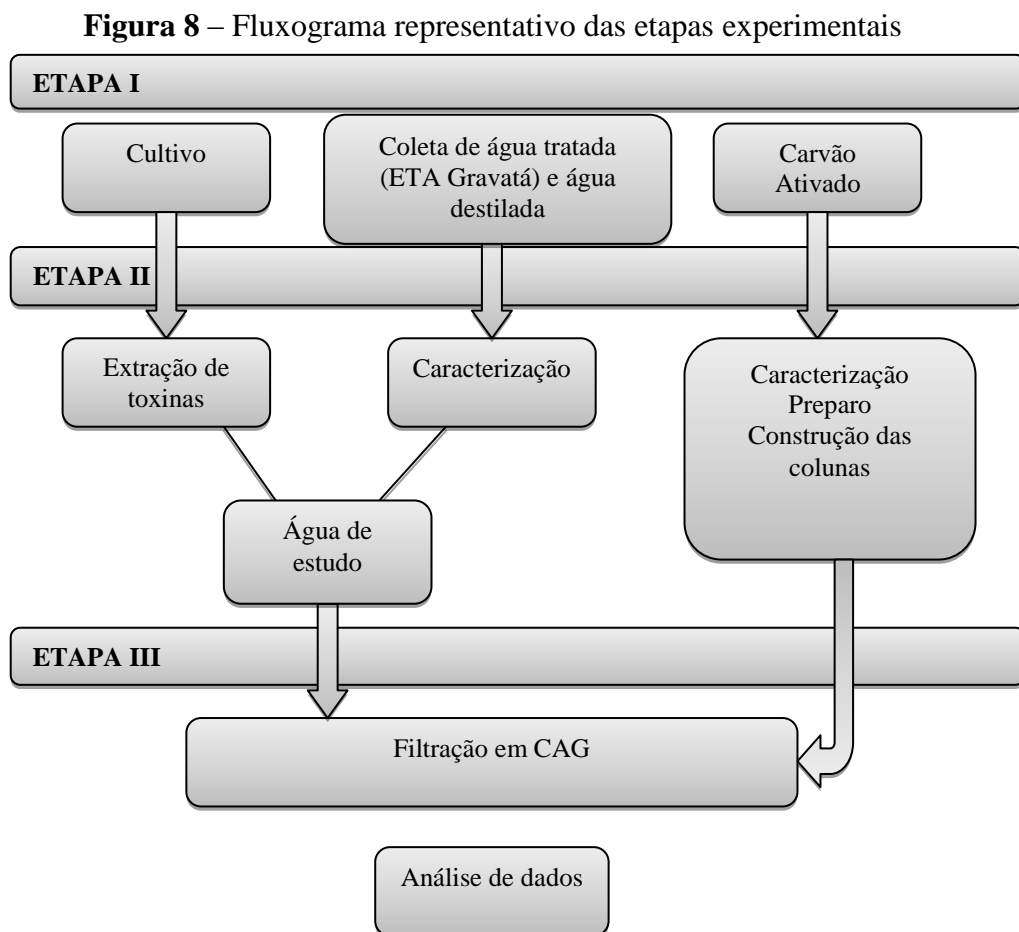 Figura 8 – Fluxograma representativo das etapas experimentais
ETAPA I
Cultivo
Coleta de água tratada
(ETA Gravatá) e água
destilada
Carvão
Ativado
ETAPA II
Extração de
toxinas
Caracterização
Caracterização
Preparo
Construção das
colunas
Água de
estudo
ETAPA III
Filtração em CAG
Análise de dados